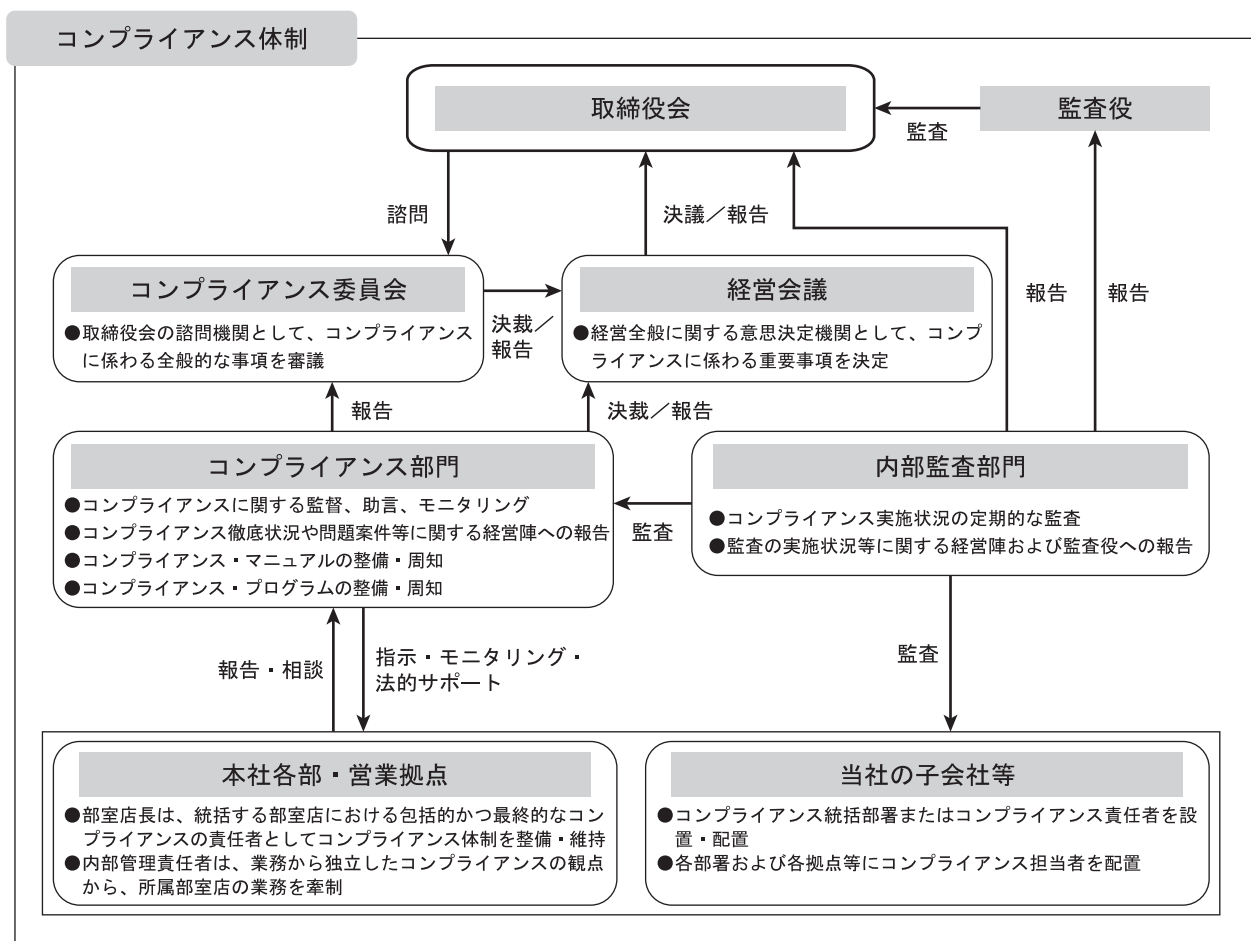 コンプライアンス体制
取締役会
監査役
監査
諮問
決議／報告
コンプライアンス委員会
●取締役会の諮問機関として、コンプライアンス
に係わる全般的な事項を審議
決裁／
報告
経営会議
●経営全般に関する意思決定機関として、コンプ
ライアンスに係わる重要事項を決定
報告
報告
報告
決裁／報告
コンプライアンス部門
●コンプライアンスに関する監督、助言、モニタリング
●コンプライアンス徹底状況や問題案件等に関する経営陣への報告
●コンプライアンス・マニュアルの整備・周知
●コンプライアンス・プログラムの整備・周知
監査
内部監査部門
●コンプライアンス実施状況の定期的な監査
●監査の実施状況等に関する経営陣および監査役への報告
報告・相談
指示・モニタリング・
法的サポート
監査
本社各部・営業拠点
●部室店長は、統括する部室店における包括的かつ最終的なコン
プライアンスの責任者としてコンプライアンス体制を整備・維持
●内部管理責任者は、業務から独立したコンプライアンスの観点
から、所属部室店の業務を牽制
当社の子会社等
●コンプライアンス統括部署またはコンプライアンス責任者を設
置・配置
●各部署および各拠点等にコンプライアンス担当者を配置